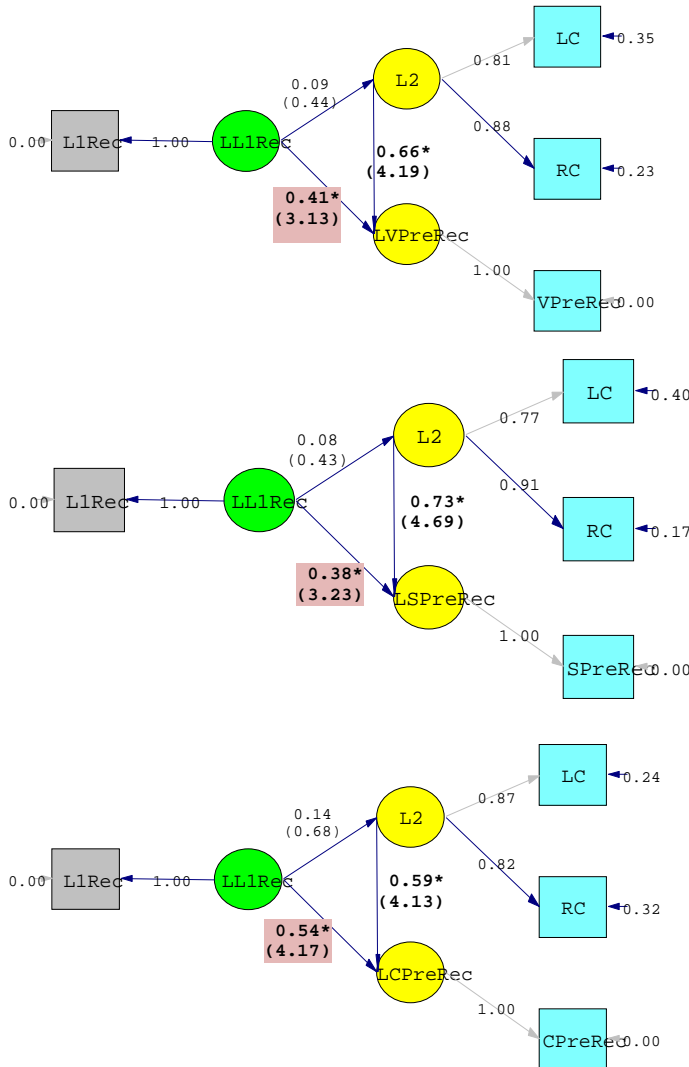 LC
0.35
0.81
L2
0.09
(0.44)
0.88
0.00
L1Rec
1.00
LL1Rec
0.66*
(4.19)
RC
0.23
0.41*
(3.13)
LVPreRec
1.00
VPreRec
0.00
LC
0.40
0.77
L2
0.08
(0.43)
0.91
0.00
L1Rec
1.00
LL1Rec
0.73*
(4.69)
RC
0.17
0.38*
(3.23)
LSPreRec
1.00
SPreRec
0.00
LC
0.24
0.87
L2
0.14
(0.68)
0.82
0.00
L1Rec
1.00
LL1Rec
0.59*
(4.13)
RC
0.32
0.54*
(4.17)
LCPreRec
1.00
CPreRec
0.00